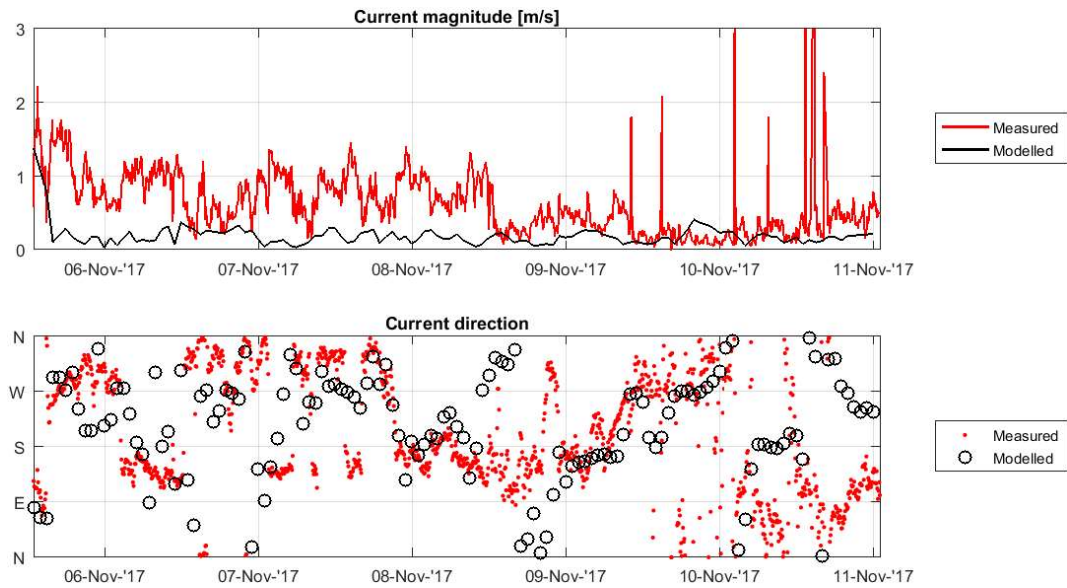 Current magnitude [m/s]
3
2
1
0
06-Nov-'17 07-Nov-'17 08-Nov-'17 09-Nov-'17 10-Nov-'17 11-Nov-'17
Measured
Modelled
Current direction
N
W
S
E
N
06-Nov-'17 07-Nov-'17 08-Nov-'17 09-Nov-'17 10-Nov-'17 11-Nov-'17
Measured
Modelled